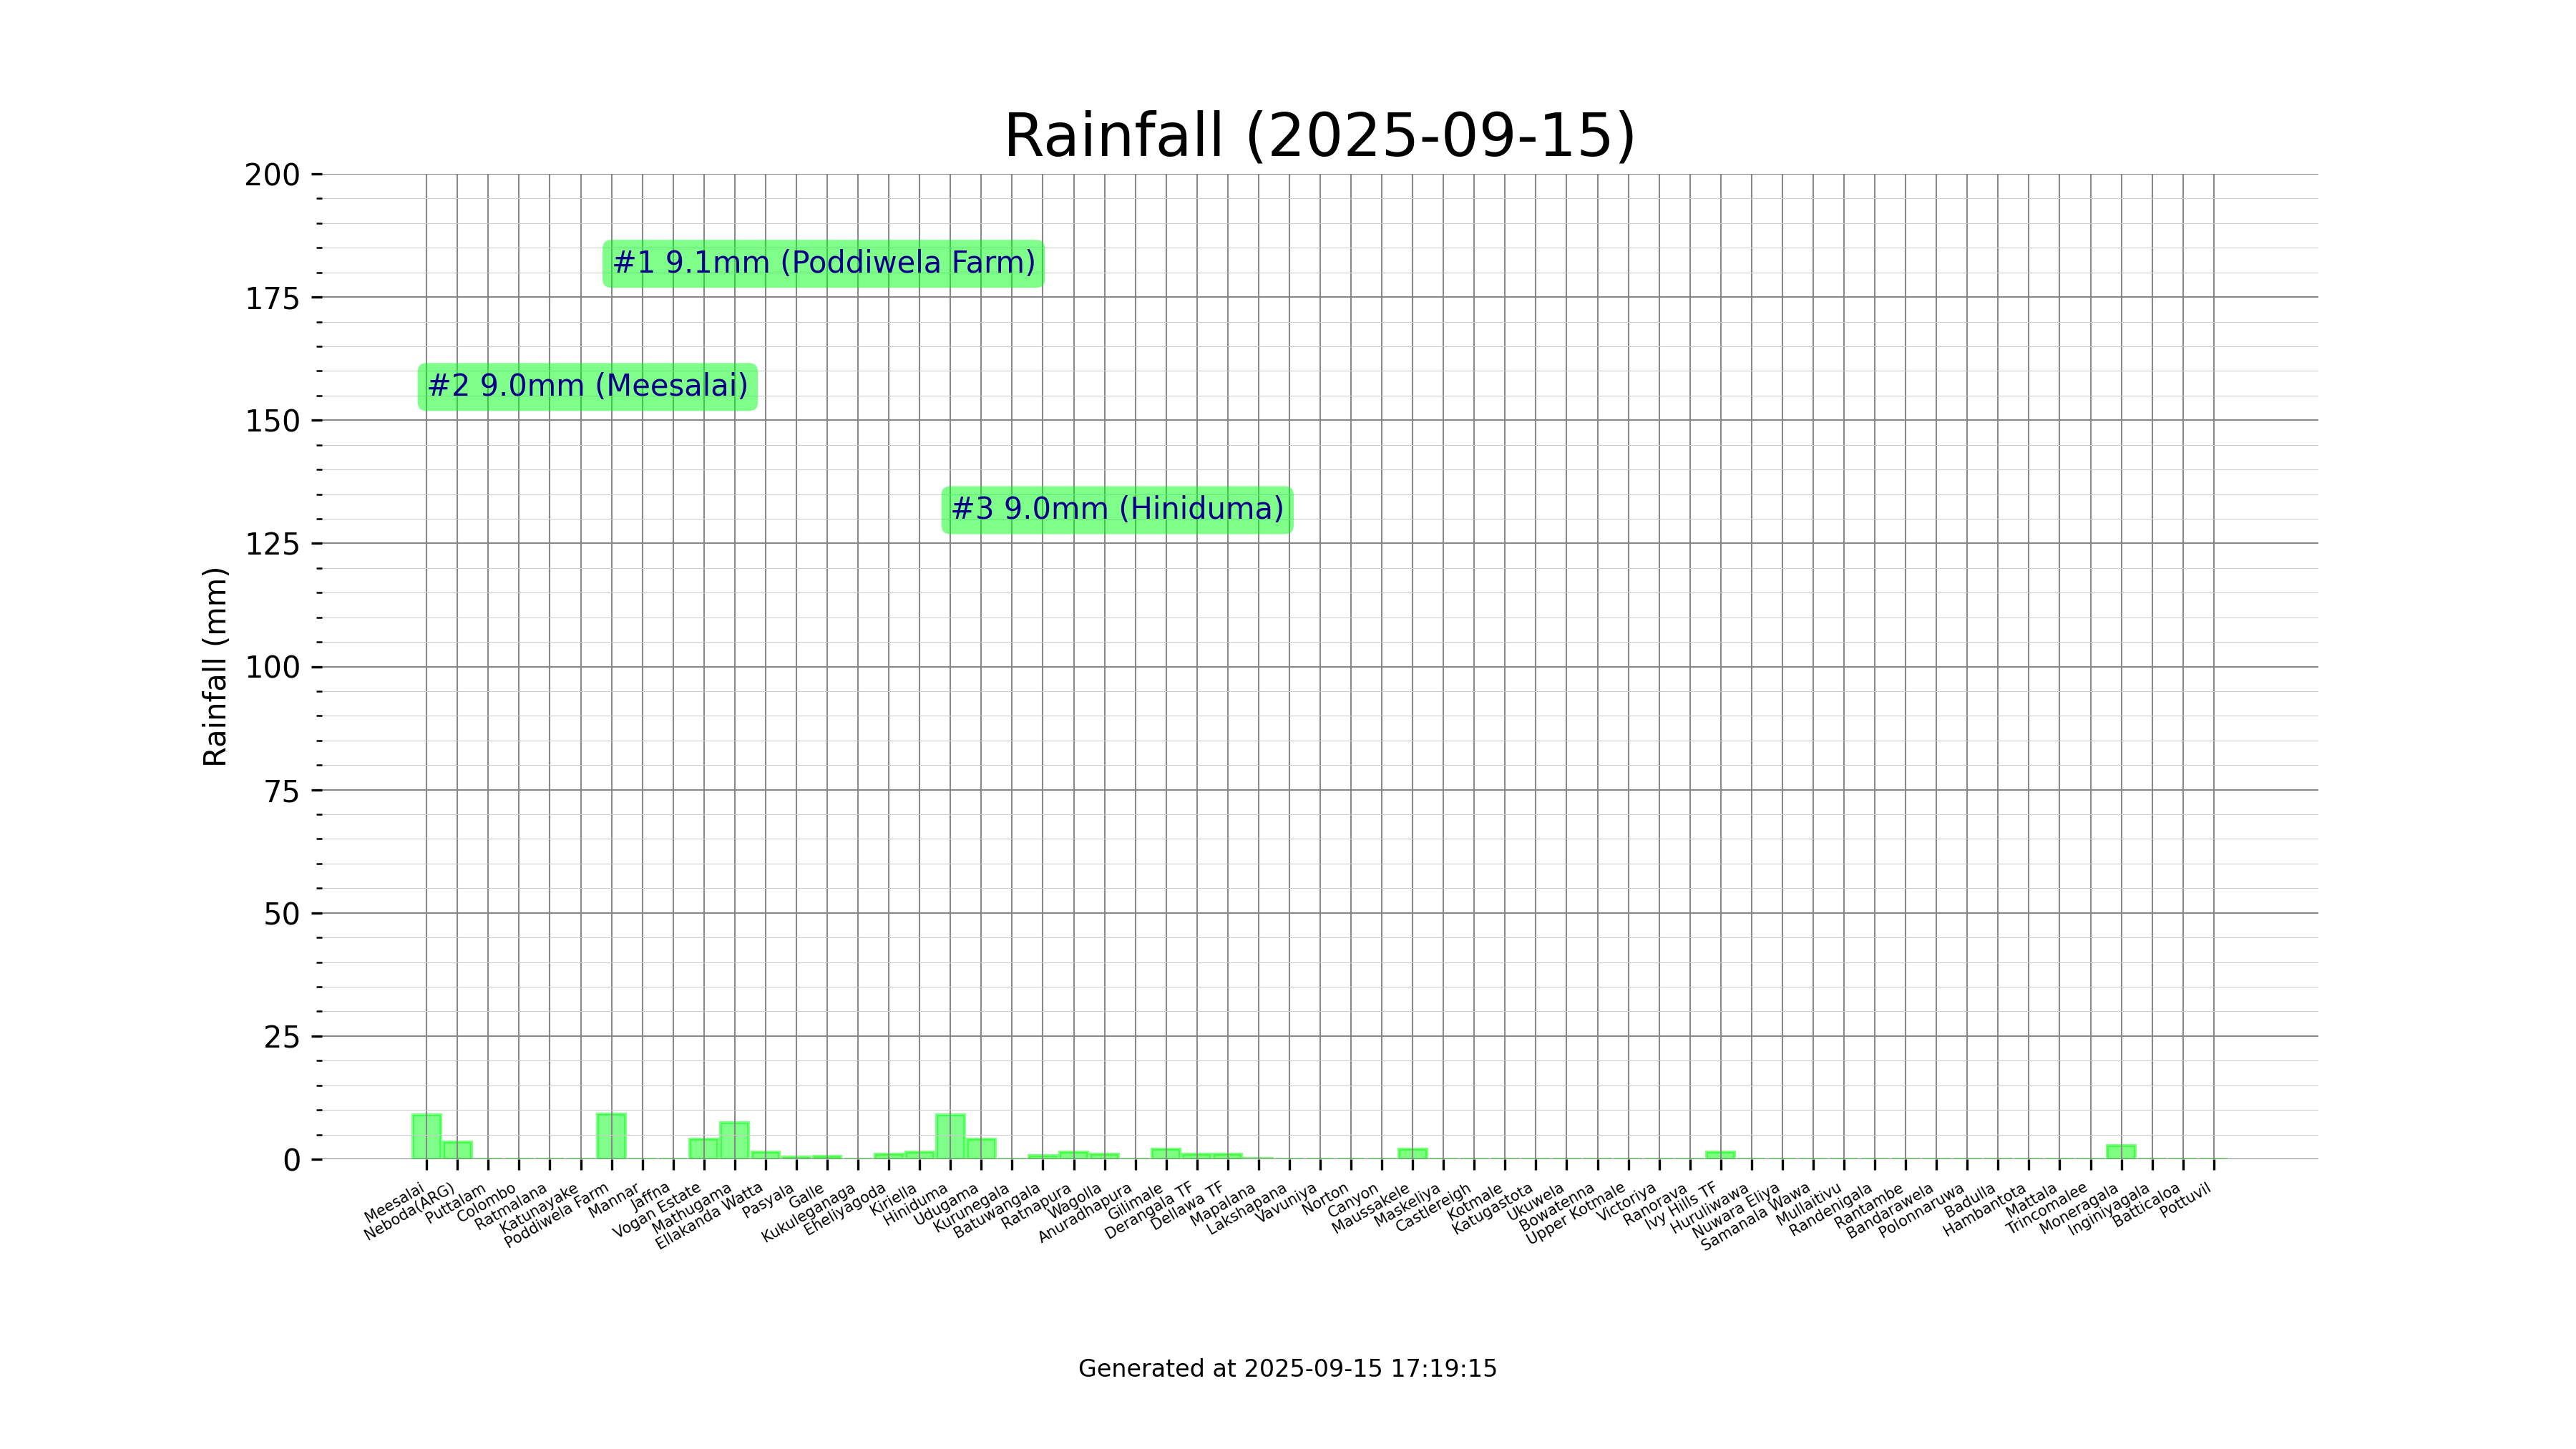 Rainfall (2025-09-15)
200
175
150
125
100
75
50
25
0
Rainfall (mm)
#1 9.1mm (Poddiwela Farm)
#2 9.0mm (Meesalai)
#3 9.0mm (Hiniduma)
Meesalai
Neboda(ARG)
Puttalam
Colombo
Ratmalana
Katunayake
Poddiwela Farm
Mannar
Jaffna
Vogan Estate
Mathugama
Ellakanda Watta
Pasyala
Galle
Kukuleganaga
Eheliyagoda
Kiriella
Hiniduma
Udugama
Kurunegala
Batuwangala
Ratnapura
Wagolla
Anuradhapura
Gilimale
Derangala TF
Dellawa TF
Mapalana
Lakshapana
Vavuniya
Norton
Canyon
Maussakele
Maskeliya
Castlereigh
Kotmale
Katugastota
Ukuwela
Bowatenna
Upper Kotmale
Victoriya
Ranorava
Ivy Hills TF
Huruliwawa
Nuwara Eliya
Samanala Wawa
Mullaitivu
Randenigala
Rantambe
Bandarawela
Polonnaruwa
Badulla
Hambantota
Mattala
Trincomalee
Moneragala
Inginiyagala
Batticaloa
Pottuvil
Generated at 2025-09-15 17:19:15